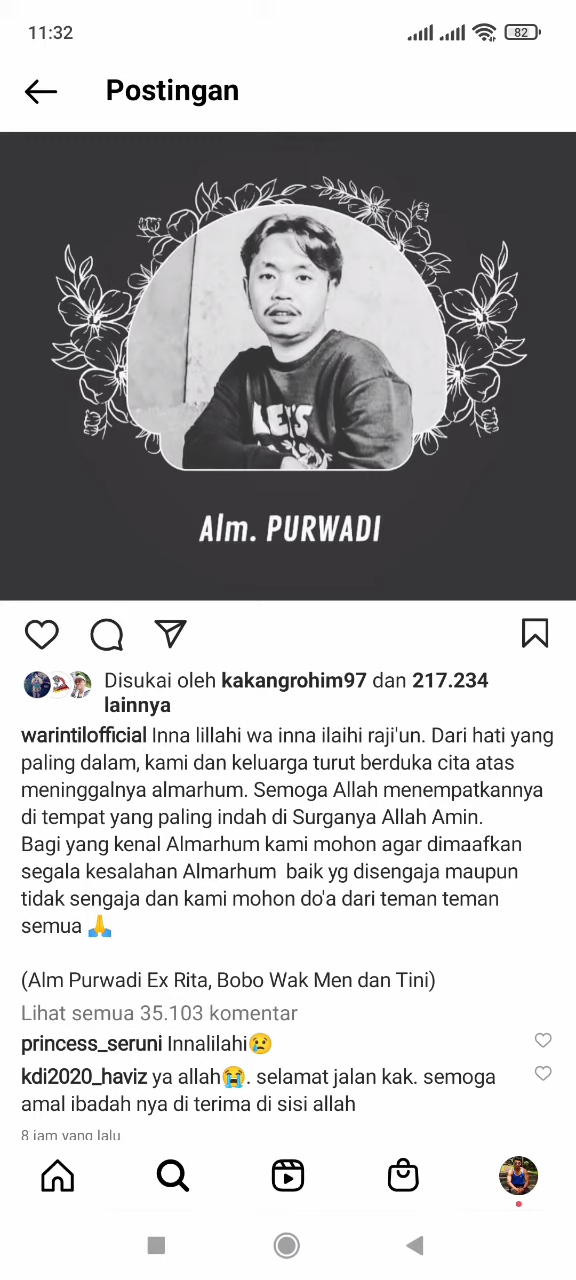 11:32
82
Postingan
LET'S
Alm. PURWADI
Disukai oleh kakangrohim97 dan 217.234
lainnya
warintilofficial Inna lillahi wa inna ilaihi raji'un. Dari hati yang
paling dalam, kami dan keluarga turut berduka cita atas
meninggalnya almarhum. Semoga Allah menempatkannya
di tempat yang paling indah di Surganya Allah Amin.
Bagi yang kenal Almarhum kami mohon agar dimaafkan
segala kesalahan Almarhum  baik yg disengaja maupun
tidak sengaja dan kami mohon do'a dari teman teman
semua 🙏
(Alm Purwadi Ex Rita, Bobo Wak Men dan Tini)
Lihat semua 35.103 komentar
princess_seruni Innalilahi😢
kdi2020_haviz ya allah😭. selamat jalan kak. semoga
amal ibadah nya di terima di sisi allah
8 jam yang lalu